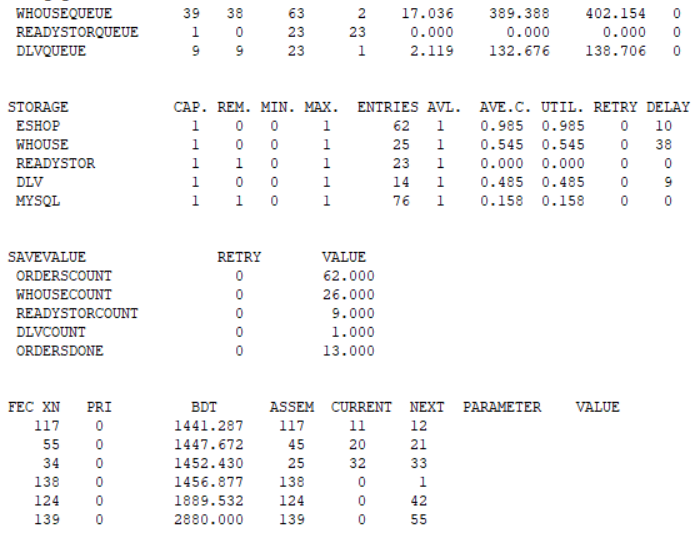 WHOUSEQUEUE 39 38 63 2 17.036 389.388 402.154 0
READYSTORQUEUE 1 0 23 23 0.000 0.000 0.000 0
DLVQUEUE 9 9 23 1 2.119 132.676 138.706 0
STORAGE CAP. REM. MIN. MAX. ENTRIES AVL. AVE.C. UTIL. RETRY DELAY
ESHOP 1 0 0 1 62 1 0.985 0.985 0 10
WHOUSE 1 0 0 1 25 1 0.545 0.545 0 38
READYSTOR 1 1 0 1 23 1 0.000 0.000 0 0
DLV 1 0 0 1 14 1 0.485 0.485 0 9
MYSQL 1 1 0 1 76 1 0.158 0.158 0 0
SAVEVALUE RETRY VALUE
ORDERSCOUNT 0 62.000
WHOUSECOUNT 0 26.000
READYSTORCOUNT 0 9.000
DLVCOUNT 0 1.000
ORDERSDONE 0 13.000
FEC XN PRI BDT ASSEM CURRENT NEXT PARAMETER VALUE
117 0 1441.287 117 11 12
55 0 1447.672 45 20 21
34 0 1452.430 25 32 33
138 0 1456.877 138 0 1
124 0 1889.532 124 0 42
139 0 2880.000 139 0 55